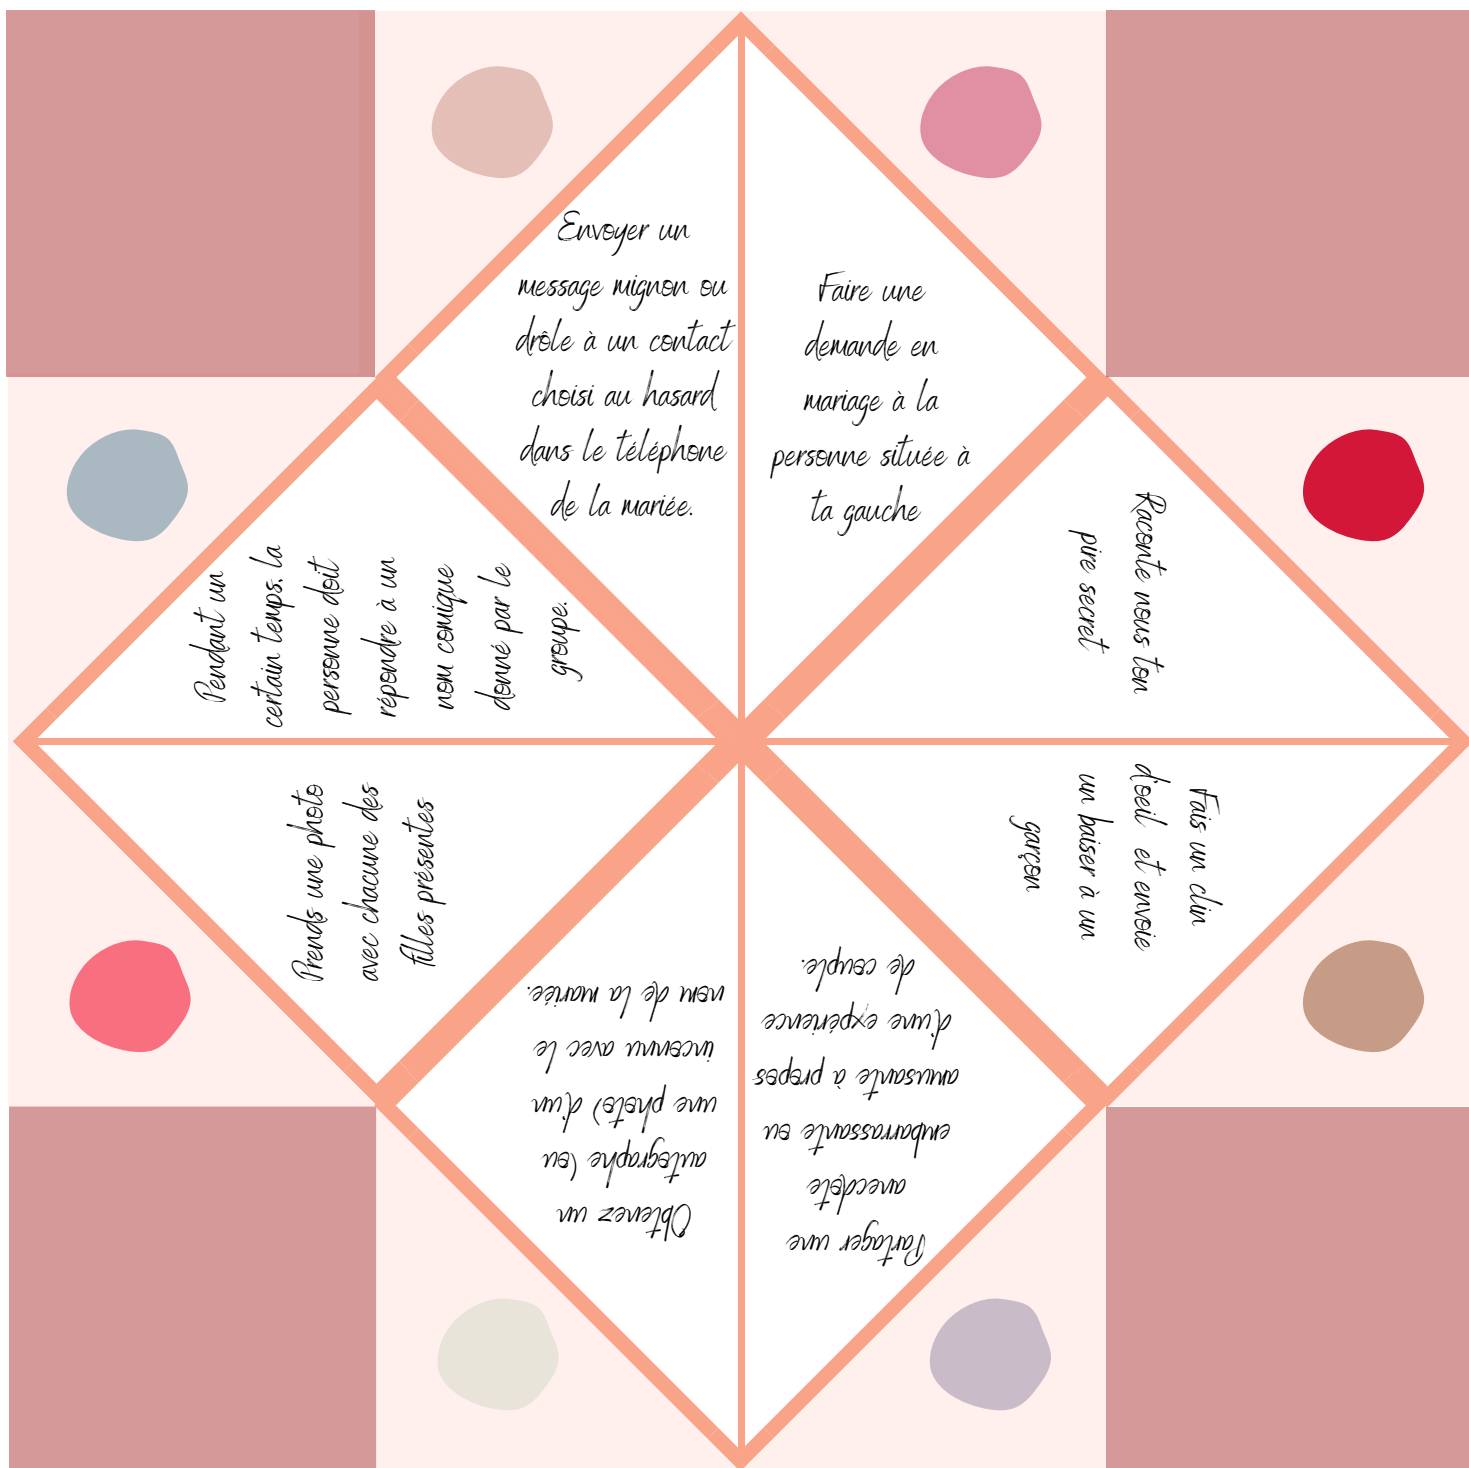 Envoyer un
message mignon ou
drôle à un contact
choisi au hasard
dans le téléphone
de la mariée.
Faire une
demande en
mariage à la
personne située à
ta gauche
Raconte nous ton
pire secret
Fais un clin
d'oeil et envoie
un baiser à un
garçon
Partager une
anecdote
embarrassante ou
amusante à propos
d'une expérience
de couple.
Obtenez un
autographe (ou
une photo) d'un
inconnu avec le
nom de la mariée.
Prends une photo
avec chacune des
filles présentes
Pendant un
certain temps, la
personne doit
répondre à un
nom comique
donné par le
groupe.